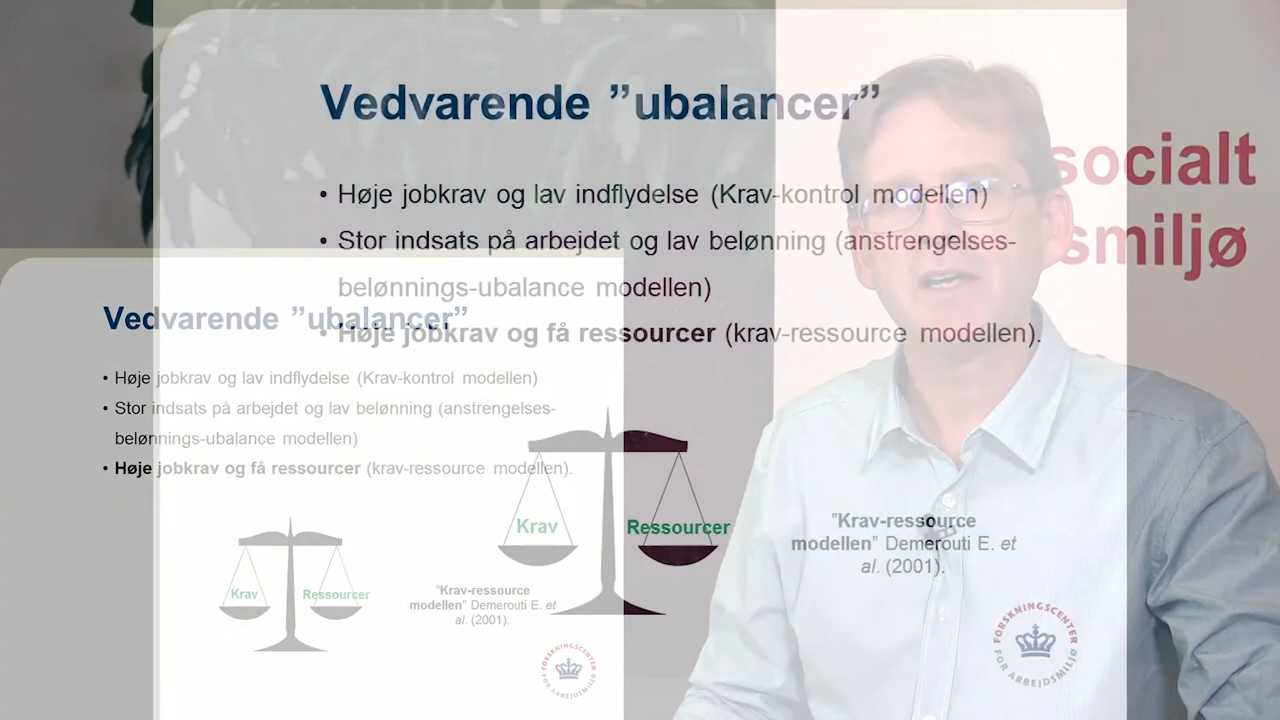 Vedvarende ”ubalancer”
• Høje jobkrav og lav indflydelse (Krav-kontrol modellen)
• Stor indsats på arbejdet og lav belønning (anstrengelses-
belønnings-ubalance modellen)
• Høje jobkrav og få ressourcer (krav-ressource modellen).
Krav
Ressourcer
”Krav-ressource
modellen” Demerouti E. et
al. (2001).
FORSKNINGSCENTER
FOR ARBEJDSMILJØ
socialt
smiljø
Vedvarende ”ubalancer”
• Høje jobkrav og lav indflydelse (Krav-kontrol modellen)
• Stor indsats på arbejdet og lav belønning (anstrengelses-
belønnings-ubalance modellen)
• Høje jobkrav og få ressourcer (krav-ressource modellen).
Krav
Ressourcer
”Krav-ressource
modellen” Demerouti E. et
al. (2001).
FORSKNINGSCENTER
FOR ARBEJDSMILJØ